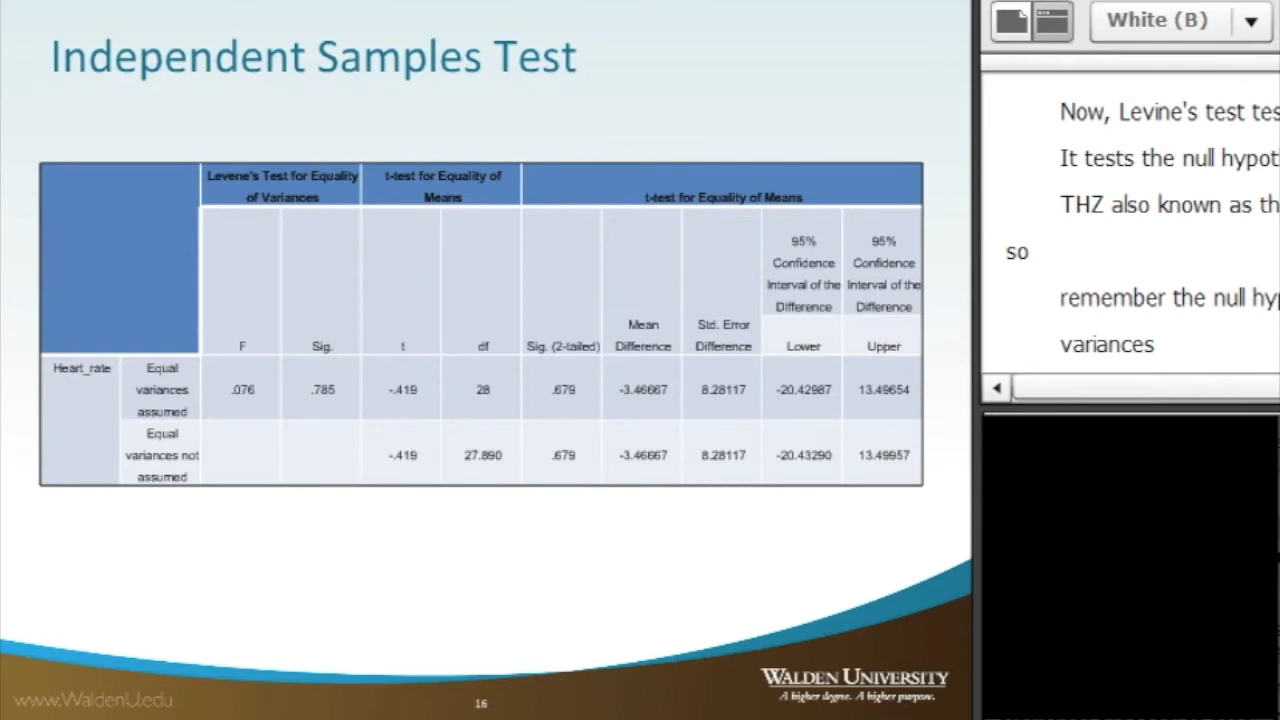 Independent Samples Test
Levene's Test for Equality
of Variances
t-test for Equality of
Means
t-test for Equality of Means
F
Sig.
t
df
Sig. (2-tailed)
Mean
Difference
Std. Error
Difference
95%
Confidence
Interval of the
Difference
Lower
95%
Confidence
Interval of the
Difference
Upper
Heart_rate
Equal
variances
assumed
.076 .785 -.419 28 .679 -3.46667 8.28117 -20.42987 13.49654
Equal
variances not
assumed
-.419 27.890 .679 -3.46667 8.28117 -20.43290 13.49957
WALDEN UNIVERSITY
A higher degree. A higher purpose.
www.WaldenU.edu
16
White (B)
Now, Levine's test tes
It tests the null hypot
THZ also known as th
so
remember the null hyp
variances